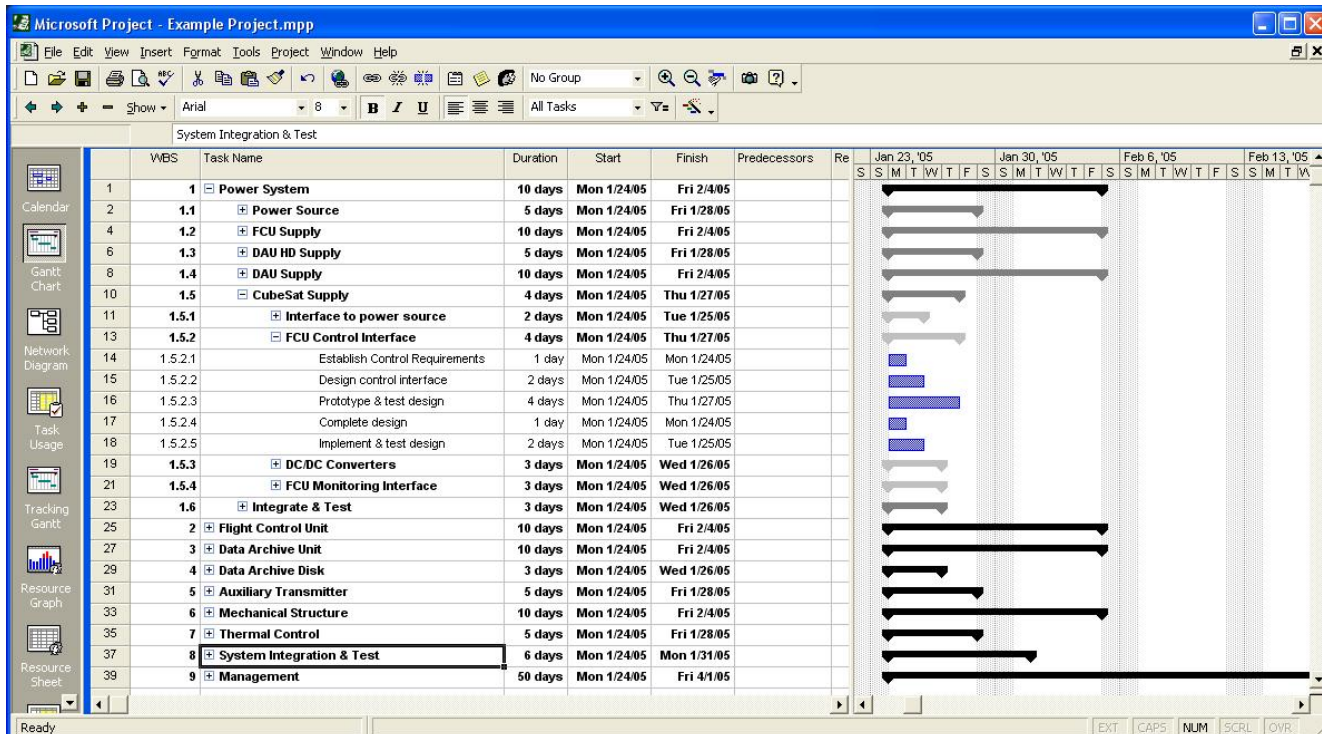 Microsoft Project - Example Project.mpp
File Edit View Insert Format Tools Project Window Help
ABC No Group
Show Arial 8 B I U All Tasks
System Integration & Test
WBS Task Name Duration Start Finish Predecessors Re Jan 23, '05 Jan 30, '05 Feb 6, '05 Feb 13, '05
S S M T W T F S S M T W T F S S M T W T F S S M T W
1 1 Power System 10 days Mon 1/24/05 Fri 2/4/05
Calendar
2 1.1 Power Source 5 days Mon 1/24/05 Fri 1/28/05
4 1.2 FCU Supply 10 days Mon 1/24/05 Fri 2/4/05
6 1.3 DAU HD Supply 5 days Mon 1/24/05 Fri 1/28/05
8 1.4 DAU Supply 10 days Mon 1/24/05 Fri 2/4/05
Gantt
Chart
10 1.5 CubeSat Supply 4 days Mon 1/24/05 Thu 1/27/05
11 1.5.1 Interface to power source 2 days Mon 1/24/05 Tue 1/25/05
13 1.5.2 FCU Control Interface 4 days Mon 1/24/05 Thu 1/27/05
Network
Diagram
14 1.5.2.1 Establish Control Requirements 1 day Mon 1/24/05 Mon 1/24/05
15 1.5.2.2 Design control interface 2 days Mon 1/24/05 Tue 1/25/05
16 1.5.2.3 Prototype & test design 4 days Mon 1/24/05 Thu 1/27/05
17 1.5.2.4 Complete design 1 day Mon 1/24/05 Mon 1/24/05
Task
Usage
18 1.5.2.5 Implement & test design 2 days Mon 1/24/05 Tue 1/25/05
19 1.5.3 DC/DC Converters 3 days Mon 1/24/05 Wed 1/26/05
21 1.5.4 FCU Monitoring Interface 3 days Mon 1/24/05 Wed 1/26/05
23 1.6 Integrate & Test 3 days Mon 1/24/05 Wed 1/26/05
Tracking
Gantt
25 2 Flight Control Unit 10 days Mon 1/24/05 Fri 2/4/05
27 3 Data Archive Unit 10 days Mon 1/24/05 Fri 2/4/05
29 4 Data Archive Disk 3 days Mon 1/24/05 Wed 1/26/05
31 5 Auxiliary Transmitter 5 days Mon 1/24/05 Fri 1/28/05
Resource
Graph
33 6 Mechanical Structure 10 days Mon 1/24/05 Fri 2/4/05
35 7 Thermal Control 5 days Mon 1/24/05 Fri 1/28/05
37 8 System Integration & Test 6 days Mon 1/24/05 Mon 1/31/05
Resource
Sheet
39 9 Management 50 days Mon 1/24/05 Fri 4/1/05
Ready EXT CAPS NUM SCRL OVR